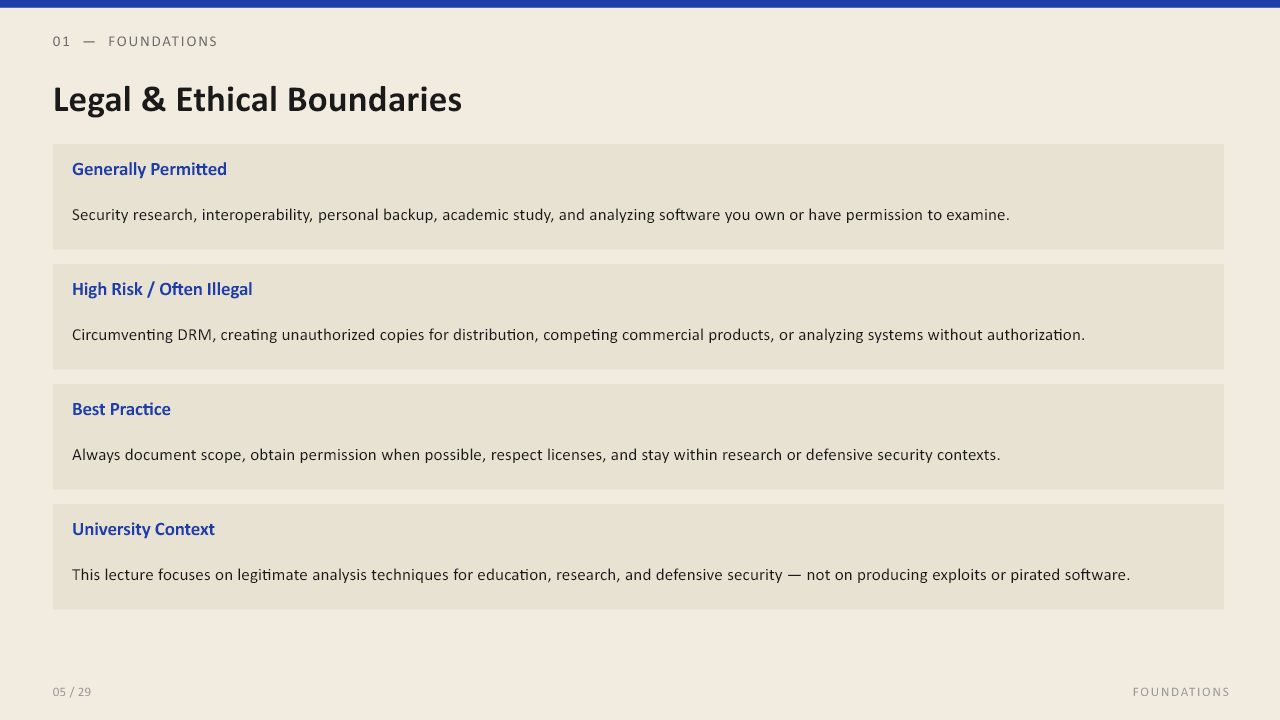 01 — FOUNDATIONS
Legal & Ethical Boundaries
Generally Permitted
Security research, interoperability, personal backup, academic study, and analyzing software you own or have permission to examine.
High Risk / Often Illegal
Circumventing DRM, creating unauthorized copies for distribution, competing commercial products, or analyzing systems without authorization.
Best Practice
Always document scope, obtain permission when possible, respect licenses, and stay within research or defensive security contexts.
University Context
This lecture focuses on legitimate analysis techniques for education, research, and defensive security — not on producing exploits or pirated software.
05 / 29
FOUNDATIONS